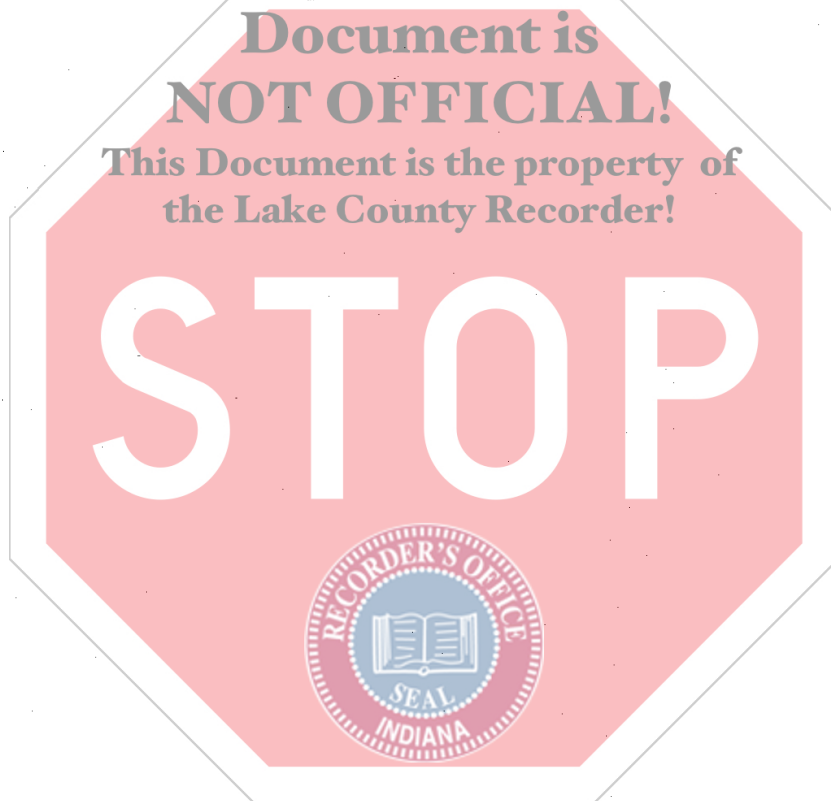 Document is
NOT OFFICIAL!
This Document is the property of
the Lake County Recorder!
STOP
RECORDER'S OFFICE
SEAL
INDIANA